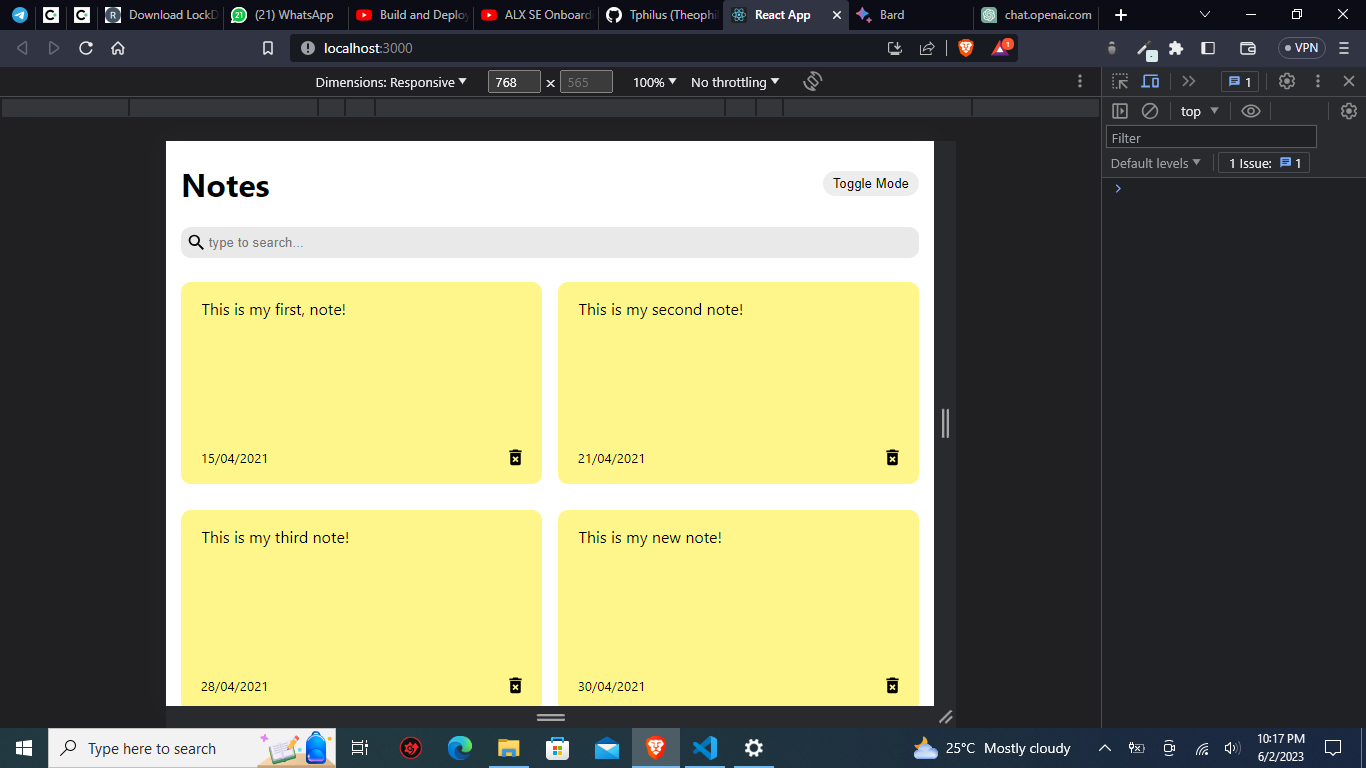 Download LockD
(21) WhatsApp
Build and Deploy
ALX SE Onboard
Tphilus (Theophil
React App
Bard
chat.openai.com
localhost:3000
1
VPN
Dimensions: Responsive
768 × 565
100%
No throttling
1
top
Filter
Default levels
1 Issue: 1
Notes
Toggle Mode
type to search...
This is my first, note!
15/04/2021
This is my second note!
21/04/2021
This is my third note!
28/04/2021
This is my new note!
30/04/2021
Type here to search
25°C Mostly cloudy
10:17 PM
6/2/2023